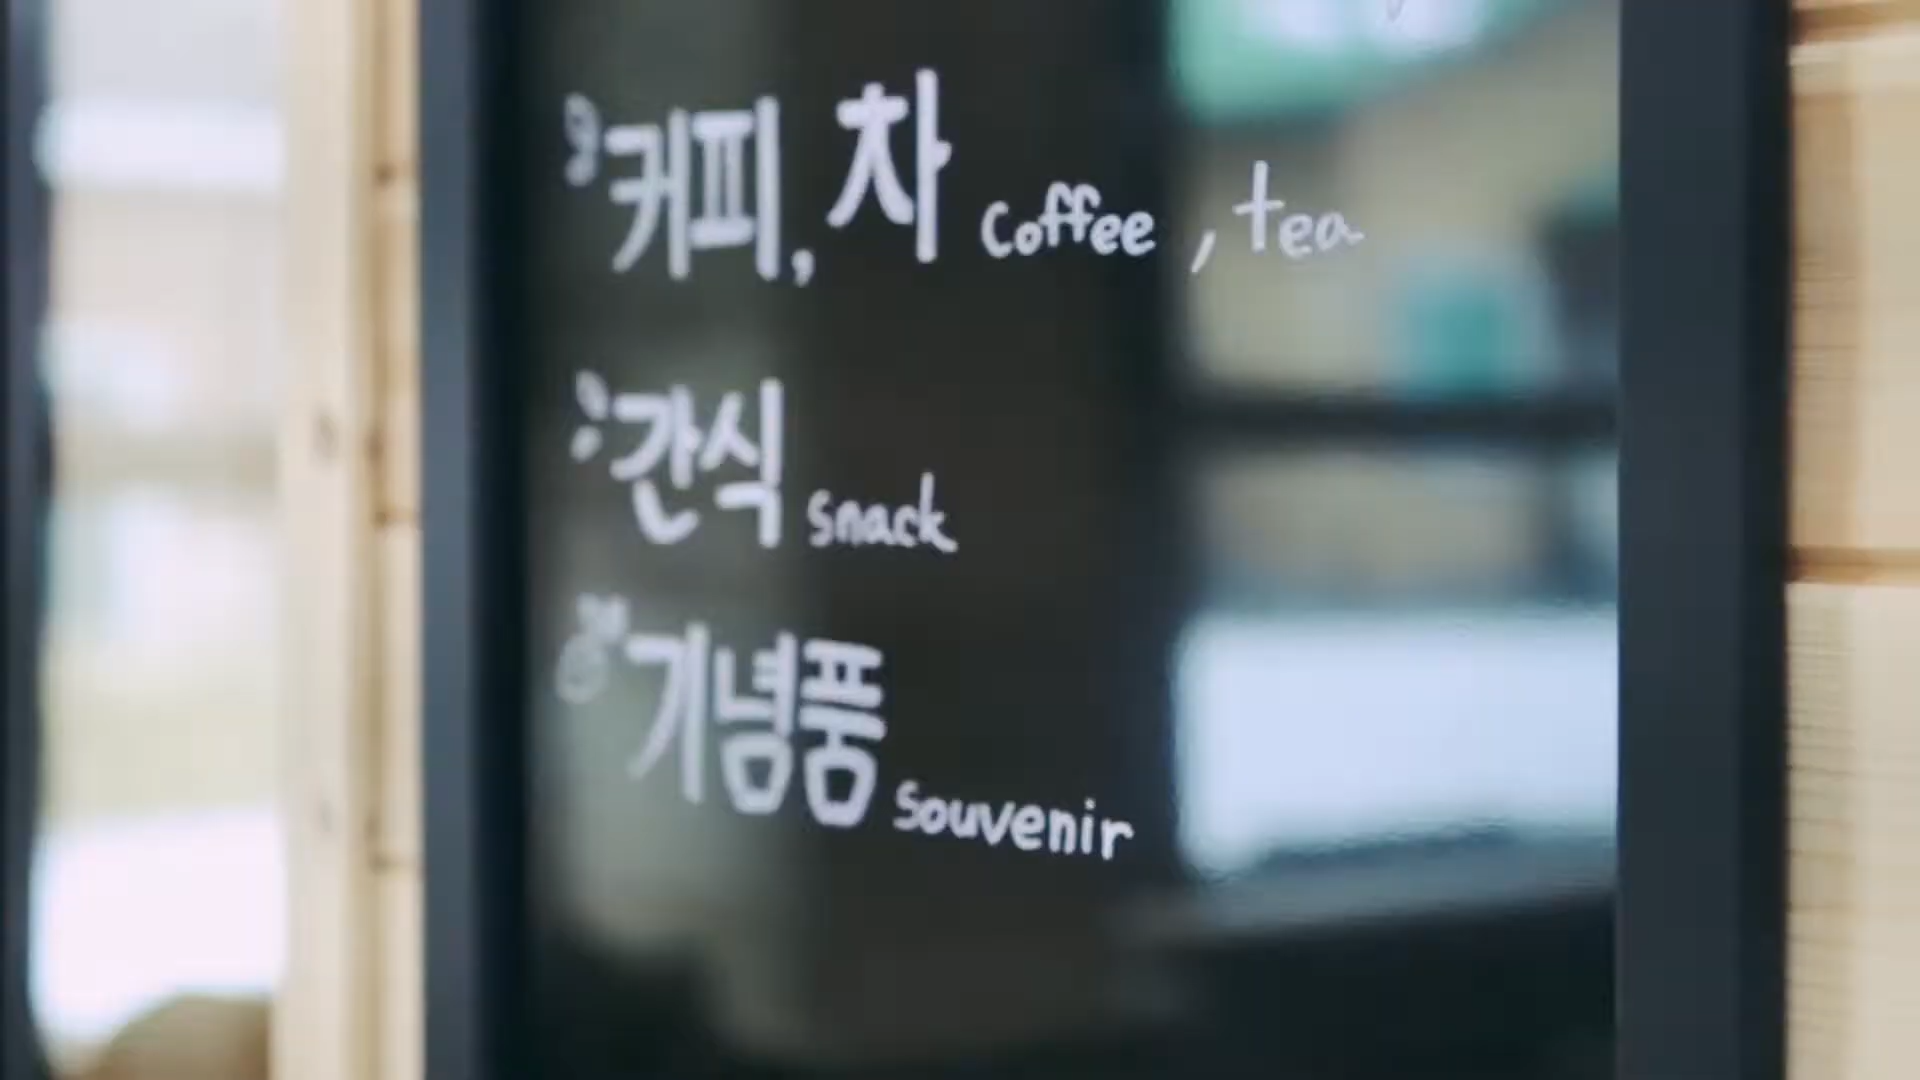 커피, 차 coffee, tea
간식 snack
기념품 souvenir